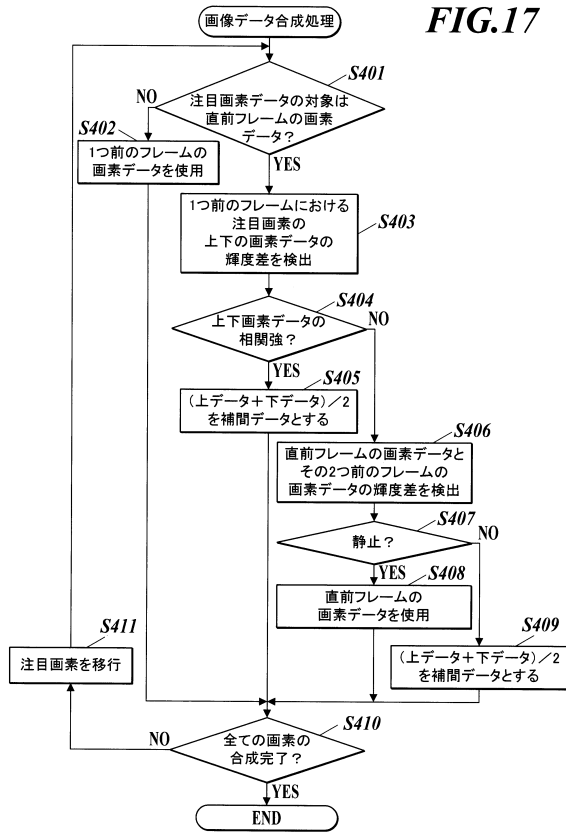 FIG.17
画像データ合成処理
S401
注目画素データの対象は
直前フレームの画素
データ？
NO
YES
S402
1つ前のフレームの
画素データを使用
S403
1つ前のフレームにおける
注目画素の
上下の画素データの
輝度差を検出
S404
上下画素データの
相関強？
NO
YES
S405
(上データ＋下データ)／2
を補間データとする
S406
直前フレームの画素データと
その2つ前のフレームの
画素データの輝度差を検出
S407
静止？
NO
YES
S408
直前フレームの
画素データを使用
S409
(上データ＋下データ)／2
を補間データとする
S411
注目画素を移行
S410
全ての画素の
合成完了？
NO
YES
END